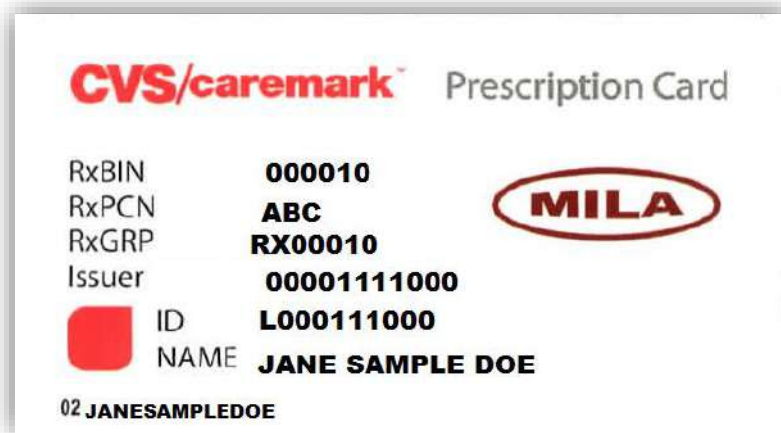 CVS/caremark™ Prescription Card
RxBIN 000010
RxPCN ABC
MILA
RxGRP RX00010
Issuer 00001111000
ID L000111000
NAME JANE SAMPLE DOE
02 JANESAMPLEDOE